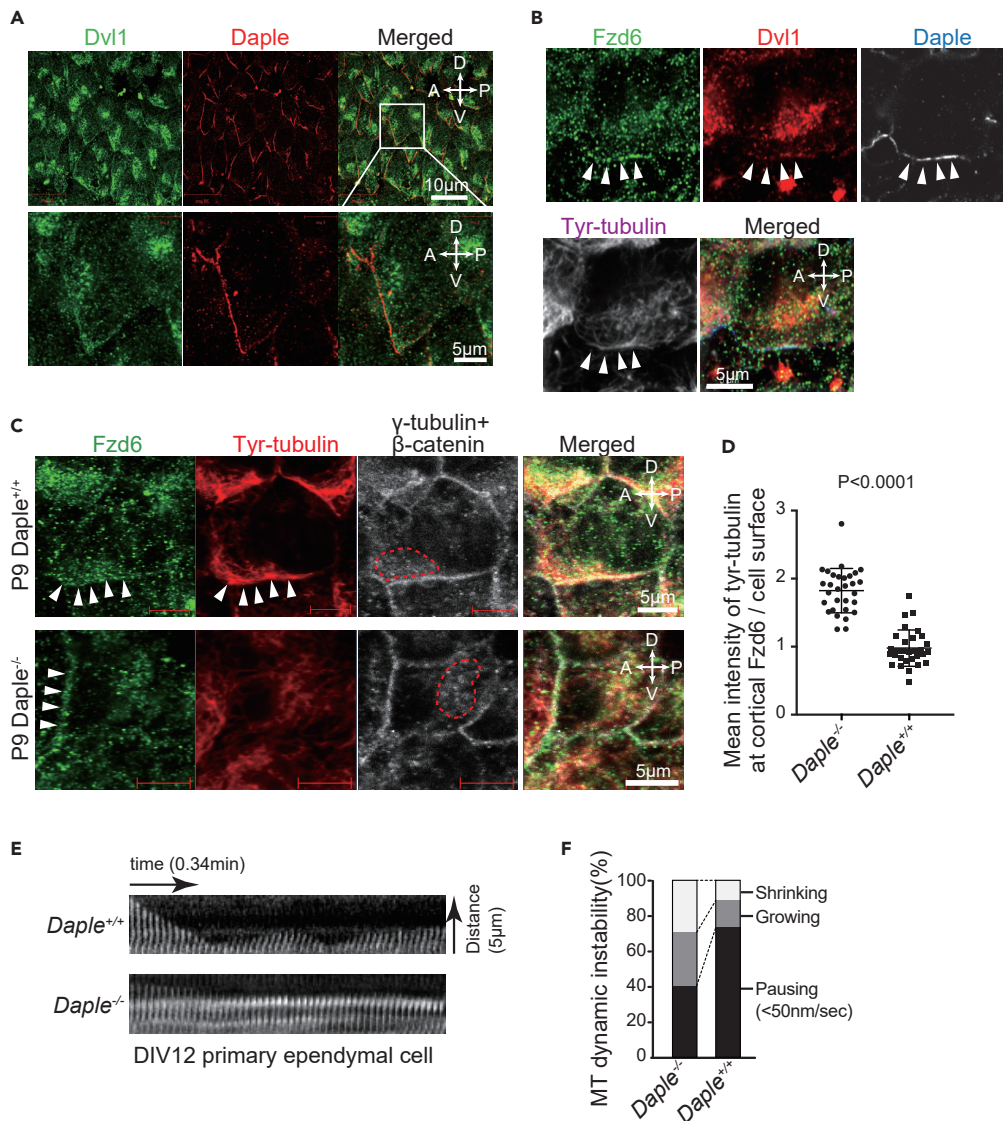 A
Dvl1
Daple
Merged
D
A
P
V
10μm
D
A
P
V
5μm
B
Fzd6
Dvl1
Daple
Tyr-tubulin
Merged
D
A
P
V
5μm
C
Fzd6
Tyr-tubulin
γ-tubulin+
β-catenin
Merged
P9 Daple+/+
D
A
P
V
5μm
P9 Daple-/-
D
A
P
V
5μm
D
P<0.0001
Mean intensity of tyr-tubulin
at cortical Fzd6 / cell surface
3
2
1
0
Daple-/-
Daple+/+
E
time (0.34min)
Daple+/+
Distance
(5μm)
Daple-/-
DIV12 primary ependymal cell
F
MT dynamic instability(%)
100
80
60
40
20
0
Shrinking
Growing
Pausing
(<50nm/sec)
Daple-/-
Daple+/+